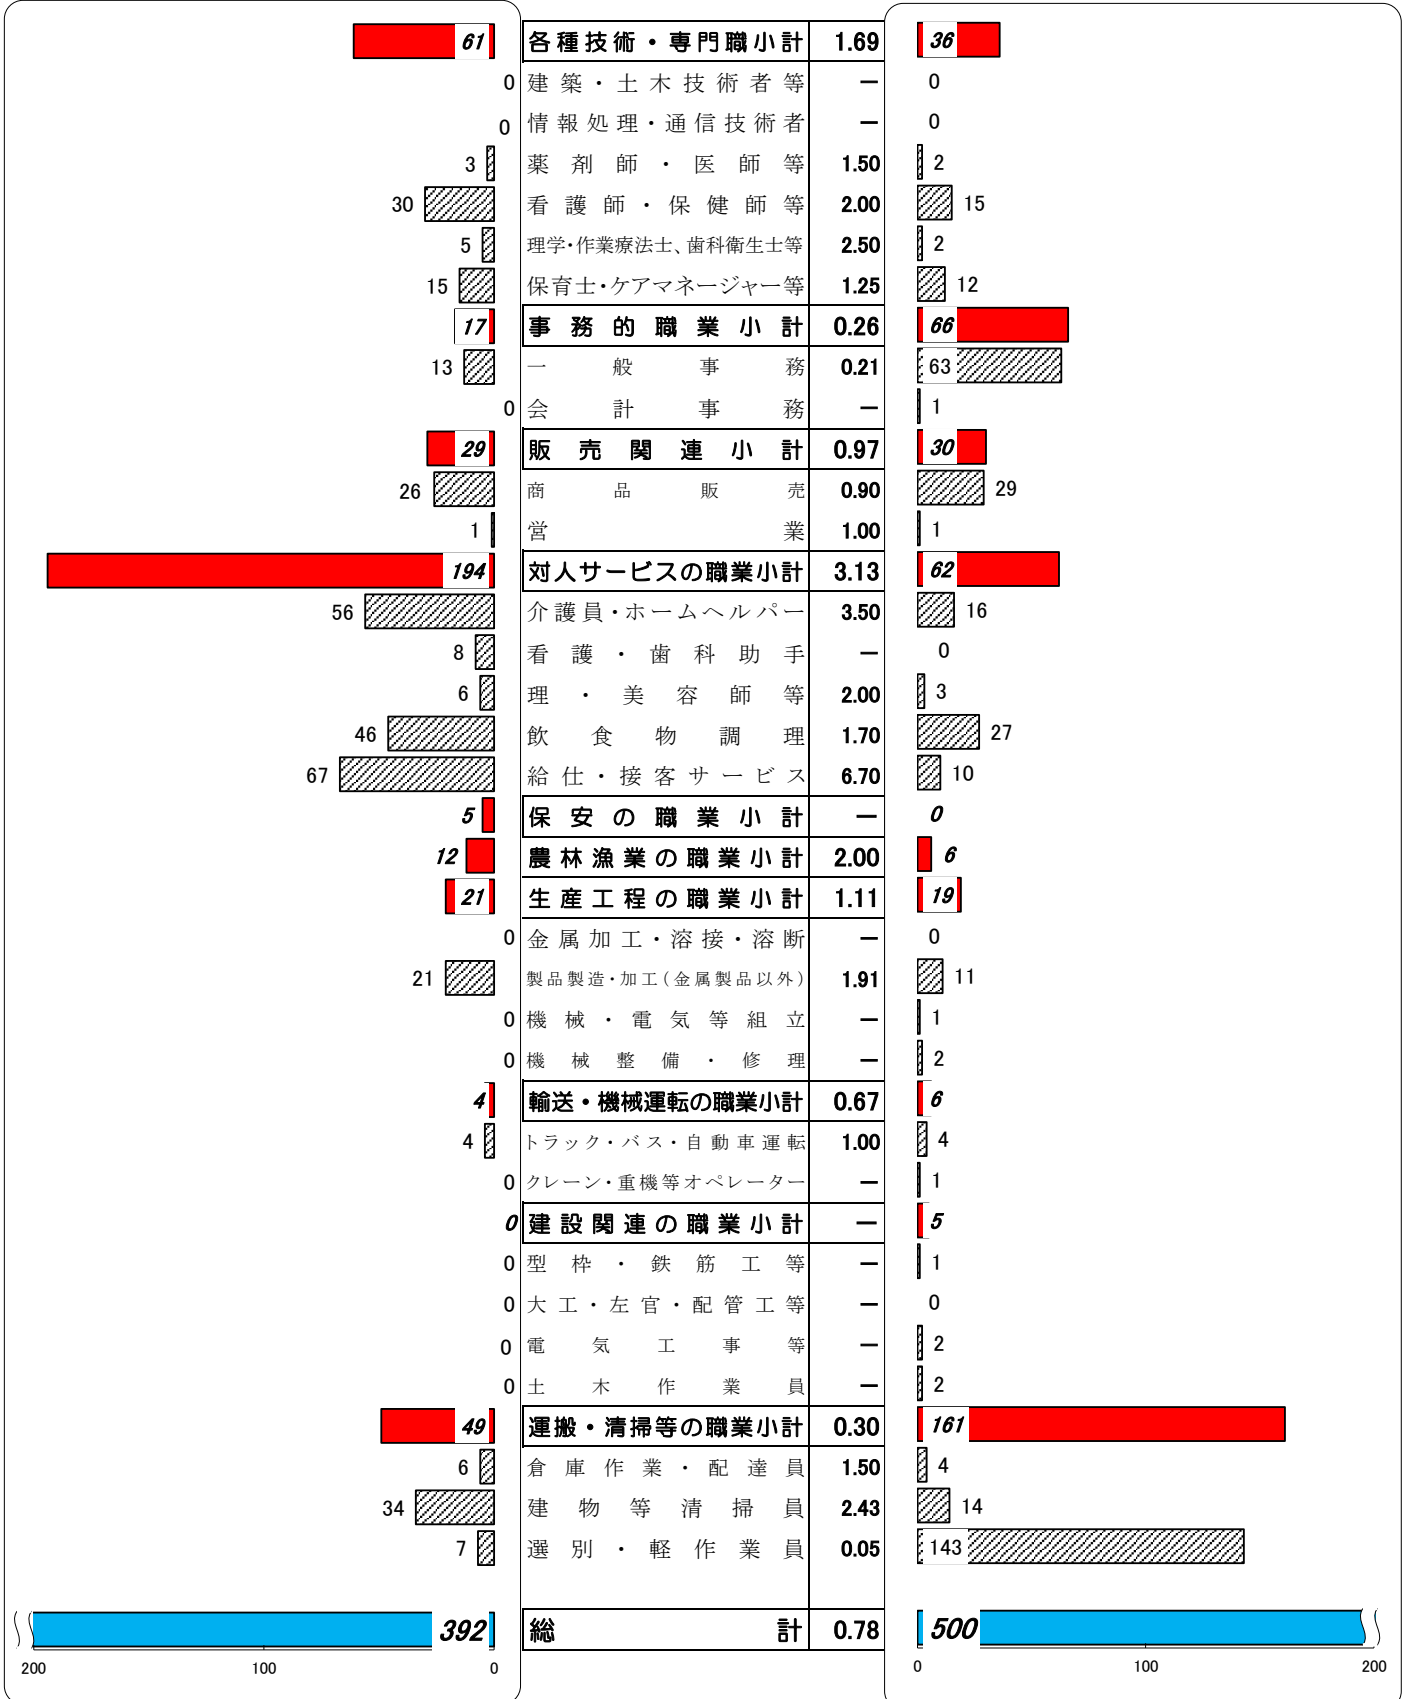 61 各種技術・専門職小計 1.69 36
0 建築・土木技術者等 ― 0
0 情報処理・通信技術者 ― 0
3 薬剤師・医師等 1.50 2
30 看護師・保健師等 2.00 15
5 理学・作業療法士、歯科衛生士等 2.50 2
15 保育士・ケアマネージャー等 1.25 12
17 事務的職業小計 0.26 66
13 一般事務 0.21 63
0 会計事務 ― 1
29 販売関連小計 0.97 30
26 商品販売 0.90 29
1 営業 1.00 1
194 対人サービスの職業小計 3.13 62
56 介護員・ホームヘルパー 3.50 16
8 看護・歯科助手 ― 0
6 理・美容師等 2.00 3
46 飲食物調理 1.70 27
67 給仕・接客サービス 6.70 10
5 保安の職業小計 ― 0
12 農林漁業の職業小計 2.00 6
21 生産工程の職業小計 1.11 19
0 金属加工・溶接・溶断 ― 0
21 製品製造・加工(金属製品以外) 1.91 11
0 機械・電気等組立 ― 1
0 機械整備・修理 ― 2
4 輸送・機械運転の職業小計 0.67 6
4 トラック・バス・自動車運転 1.00 4
0 クレーン・重機等オペレーター ― 1
0 建設関連の職業小計 ― 5
0 型枠・鉄筋工等 ― 1
0 大工・左官・配管工等 ― 0
0 電気工事等 ― 2
0 土木作業員 ― 2
49 運搬・清掃等の職業小計 0.30 161
6 倉庫作業・配達員 1.50 4
34 建物等清掃員 2.43 14
7 選別・軽作業員 0.05 143
392 総計 0.78 500
200 100 0 0 100 200